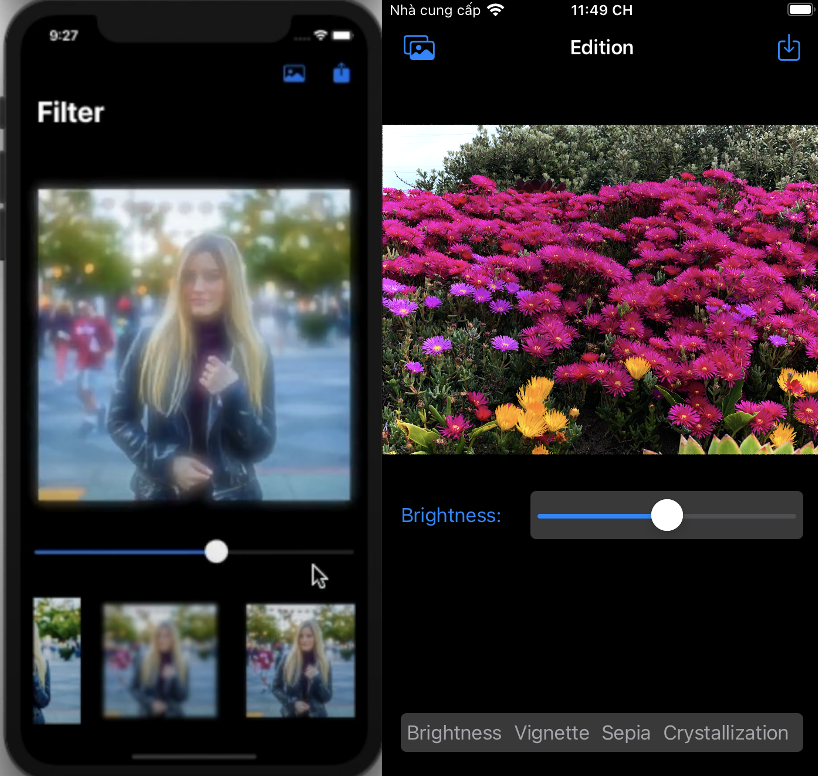 9:27
Filter
Nhà cung cấp
11:49 CH
Edition
Brightness:
Brightness Vignette Sepia Crystallization